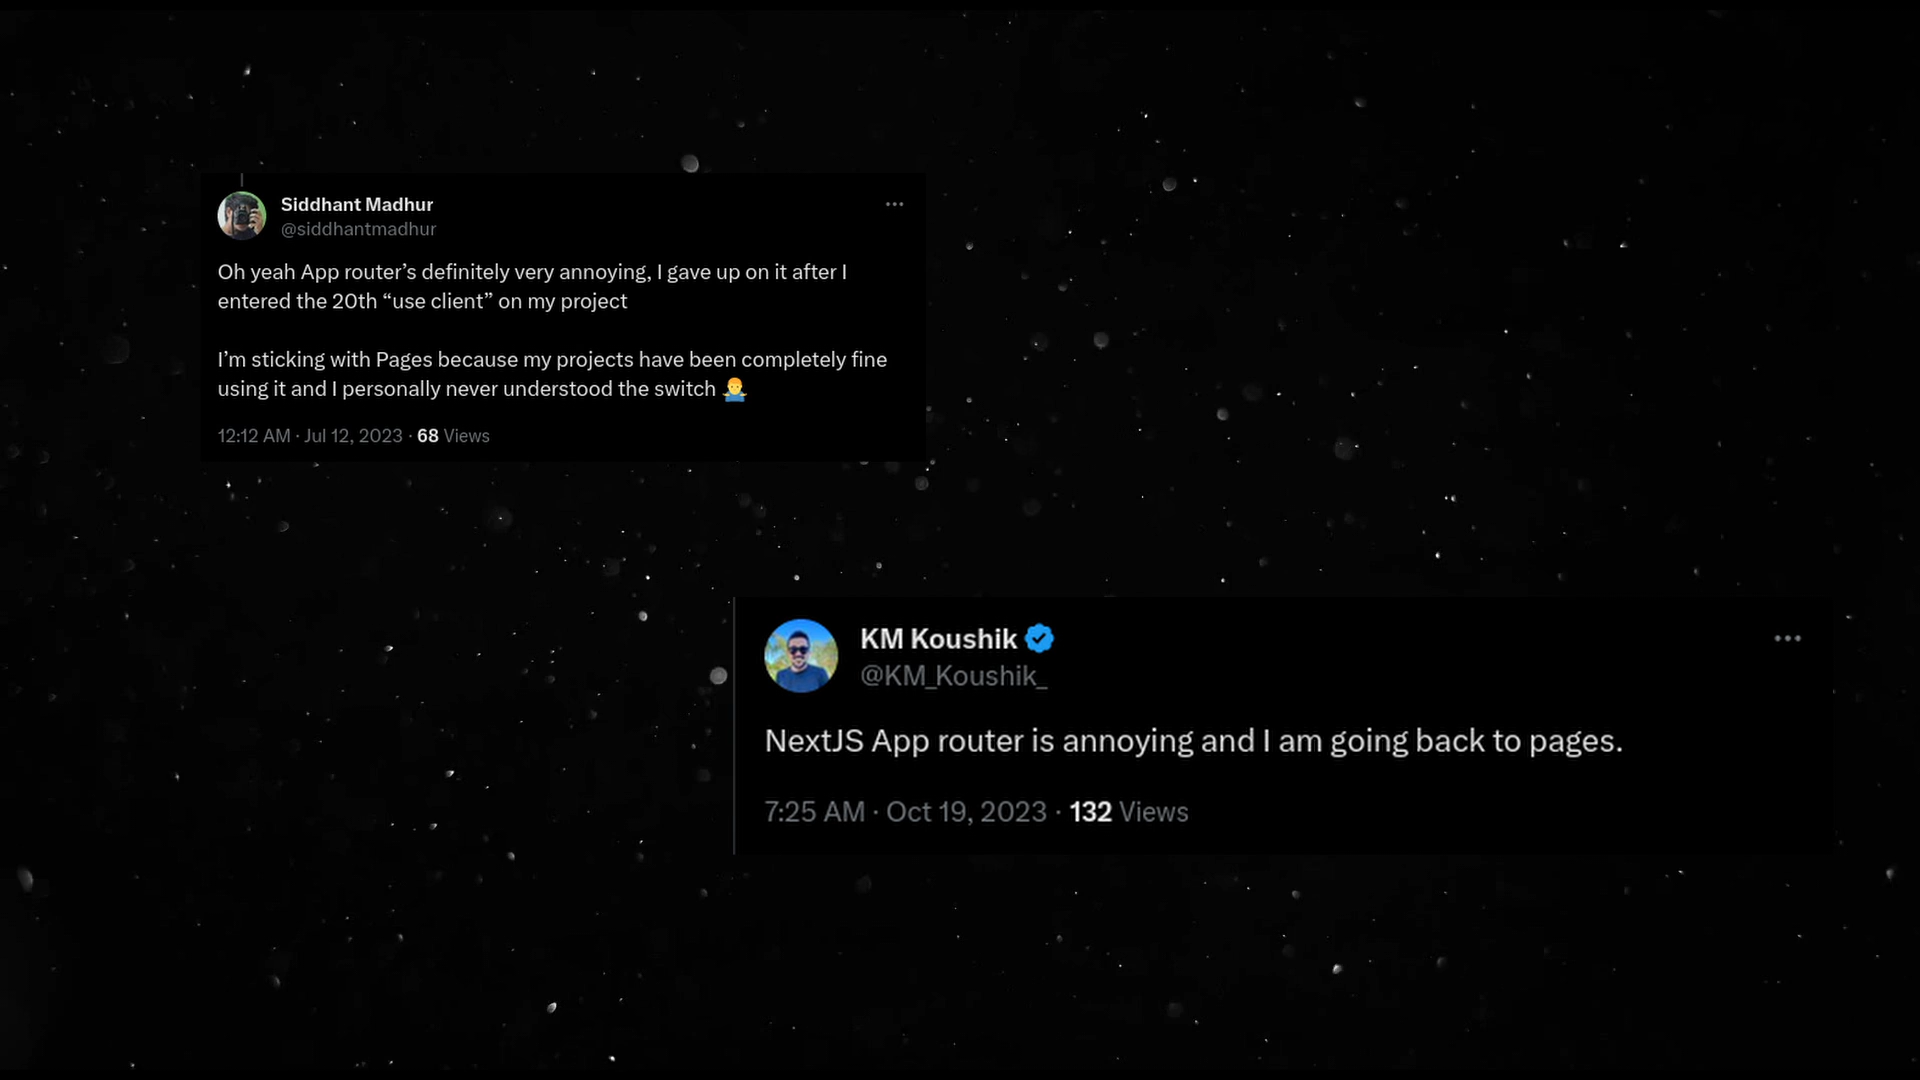 Siddhant Madhur
@siddhantmadhur
Oh yeah App router’s definitely very annoying, I gave up on it after I
entered the 20th “use client” on my project
I’m sticking with Pages because my projects have been completely fine
using it and I personally never understood the switch 🤷‍♂️
12:12 AM · Jul 12, 2023 · 68 Views
KM Koushik
@KM_Koushik_
NextJS App router is annoying and I am going back to pages.
7:25 AM · Oct 19, 2023 · 132 Views